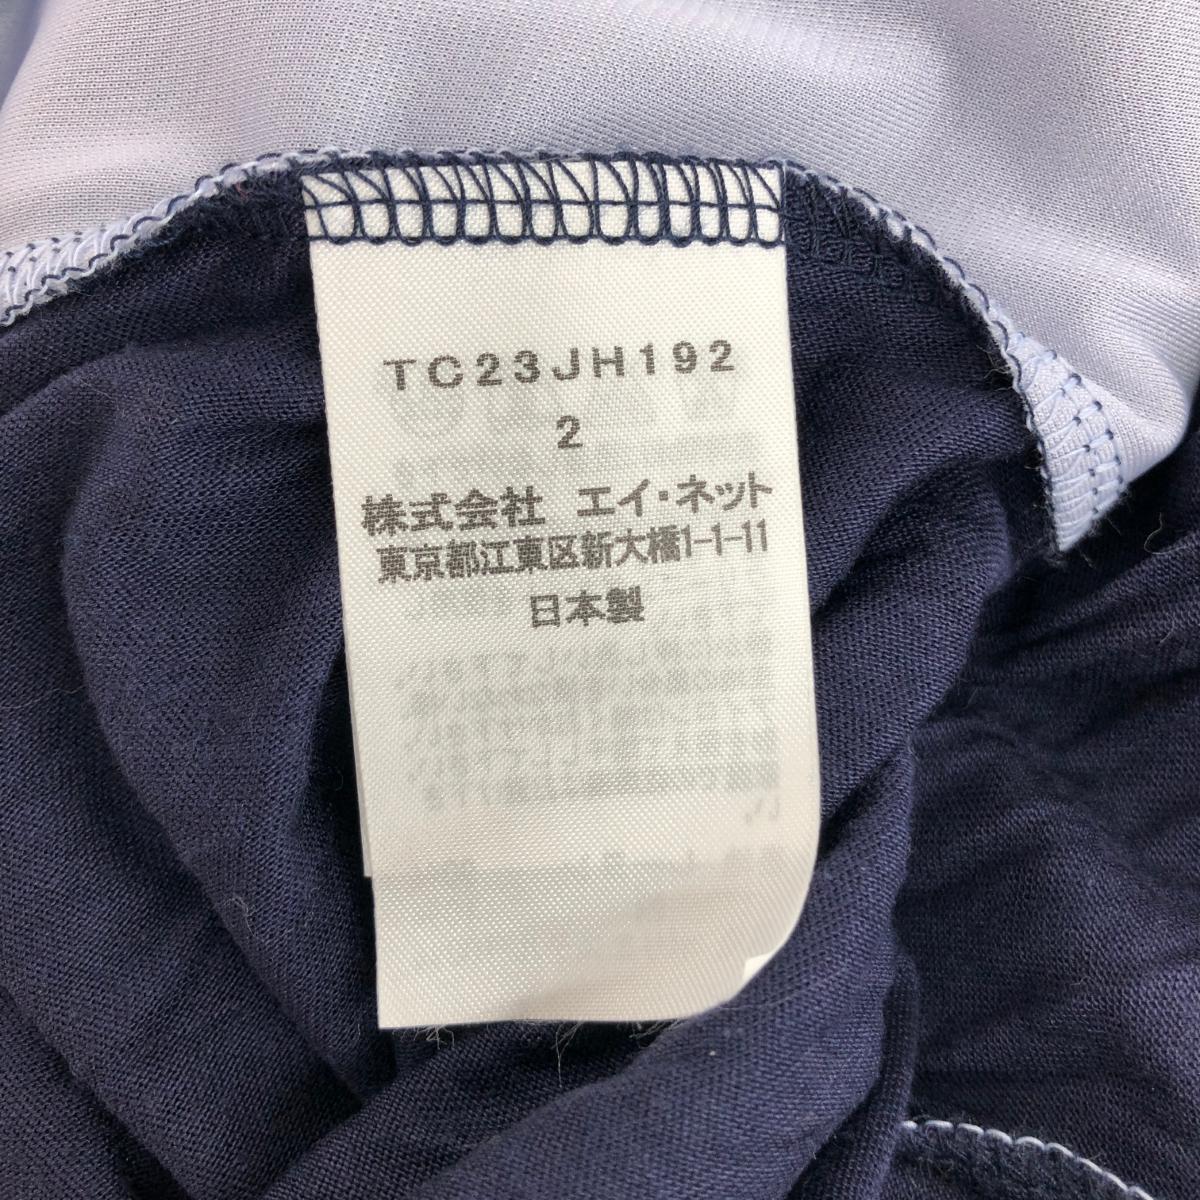 TC23JH192
2
株式会社 エイ・ネット
東京都江東区新大橋1-1-11
日本製